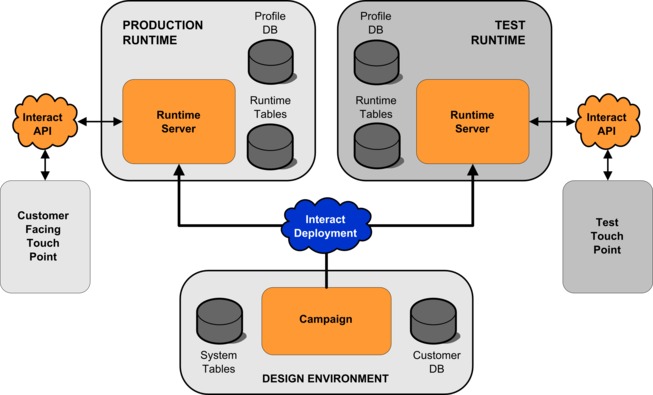 PRODUCTION
RUNTIME
Profile
DB
Runtime
Tables
Runtime
Server
Interact
API
Customer
Facing
Touch
Point
Profile
DB
TEST
RUNTIME
Runtime
Tables
Runtime
Server
Interact
API
Test
Touch
Point
Interact
Deployment
Campaign
System
Tables
Customer
DB
DESIGN ENVIRONMENT